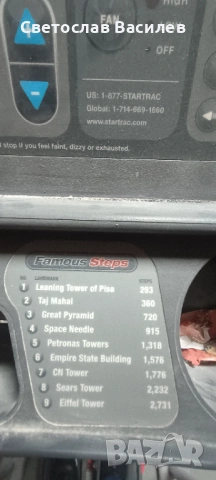 Светослав Василев
FAN
High
OFF
US: 1-877-STARTRAC
Global: 1-714-669-1660
www.startrac.com
stop if you feel faint, dizzy or exhausted.
Famous Steps
NO. LANDMARK STEPS
1 Leaning Tower of Pisa 293
2 Taj Mahal 360
3 Great Pyramid 720
4 Space Needle 915
5 Petronas Towers 1,318
6 Empire State Building 1,576
7 CN Tower 1,776
8 Sears Tower 2,232
9 Eiffel Tower 2,731
BAZAR